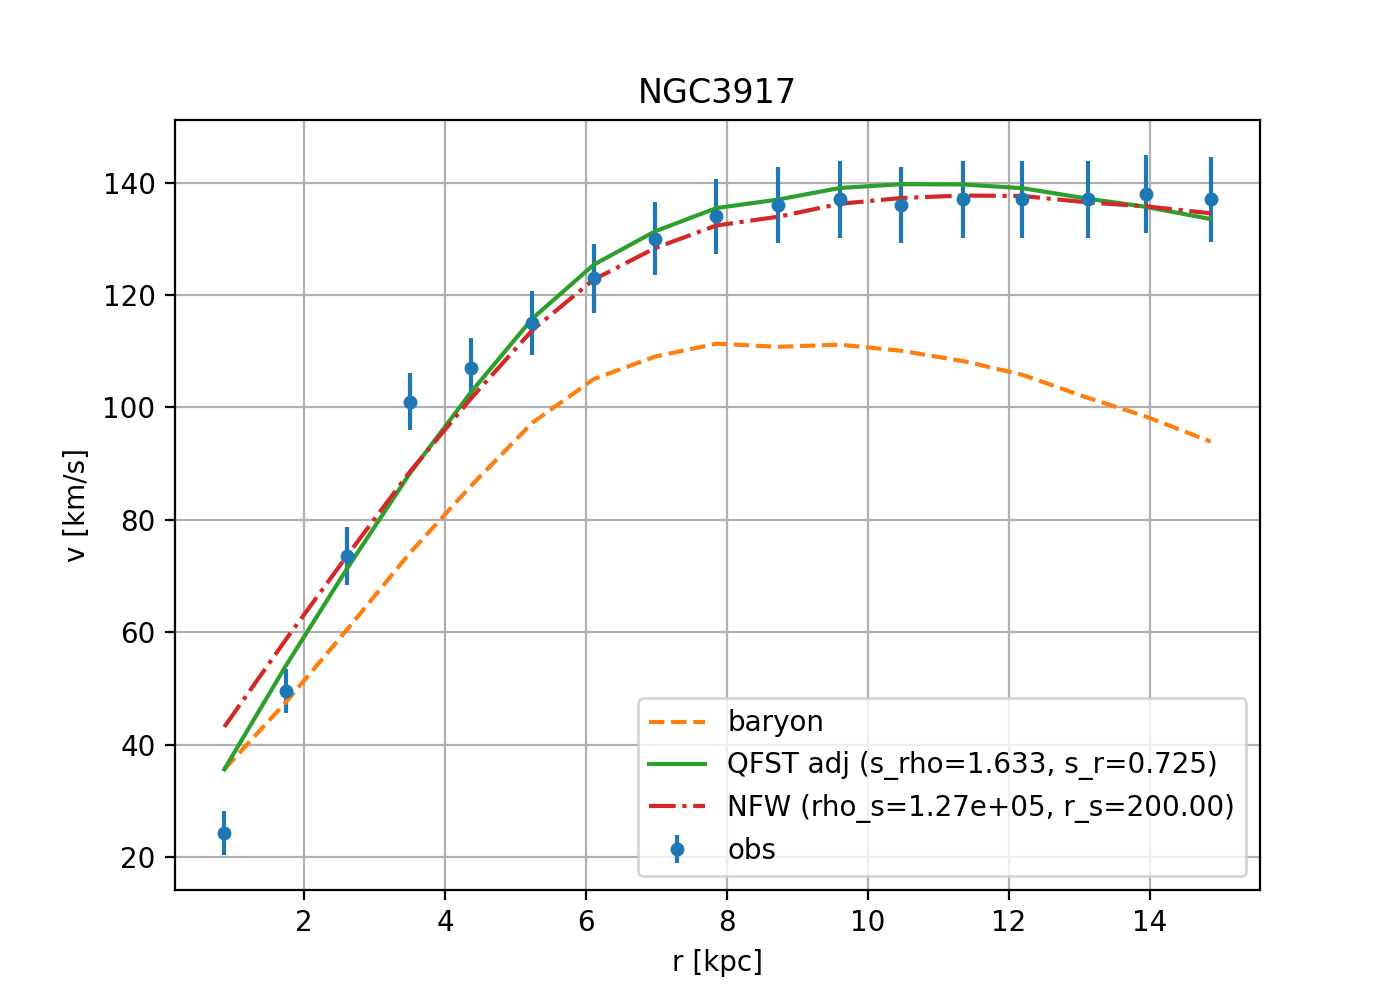 NGC3917
140
120
100
80
60
40
20
v [km/s]
baryon
QFST adj (s_rho=1.633, s_r=0.725)
NFW (rho_s=1.27e+05, r_s=200.00)
obs
2 4 6 8 10 12 14
r [kpc]